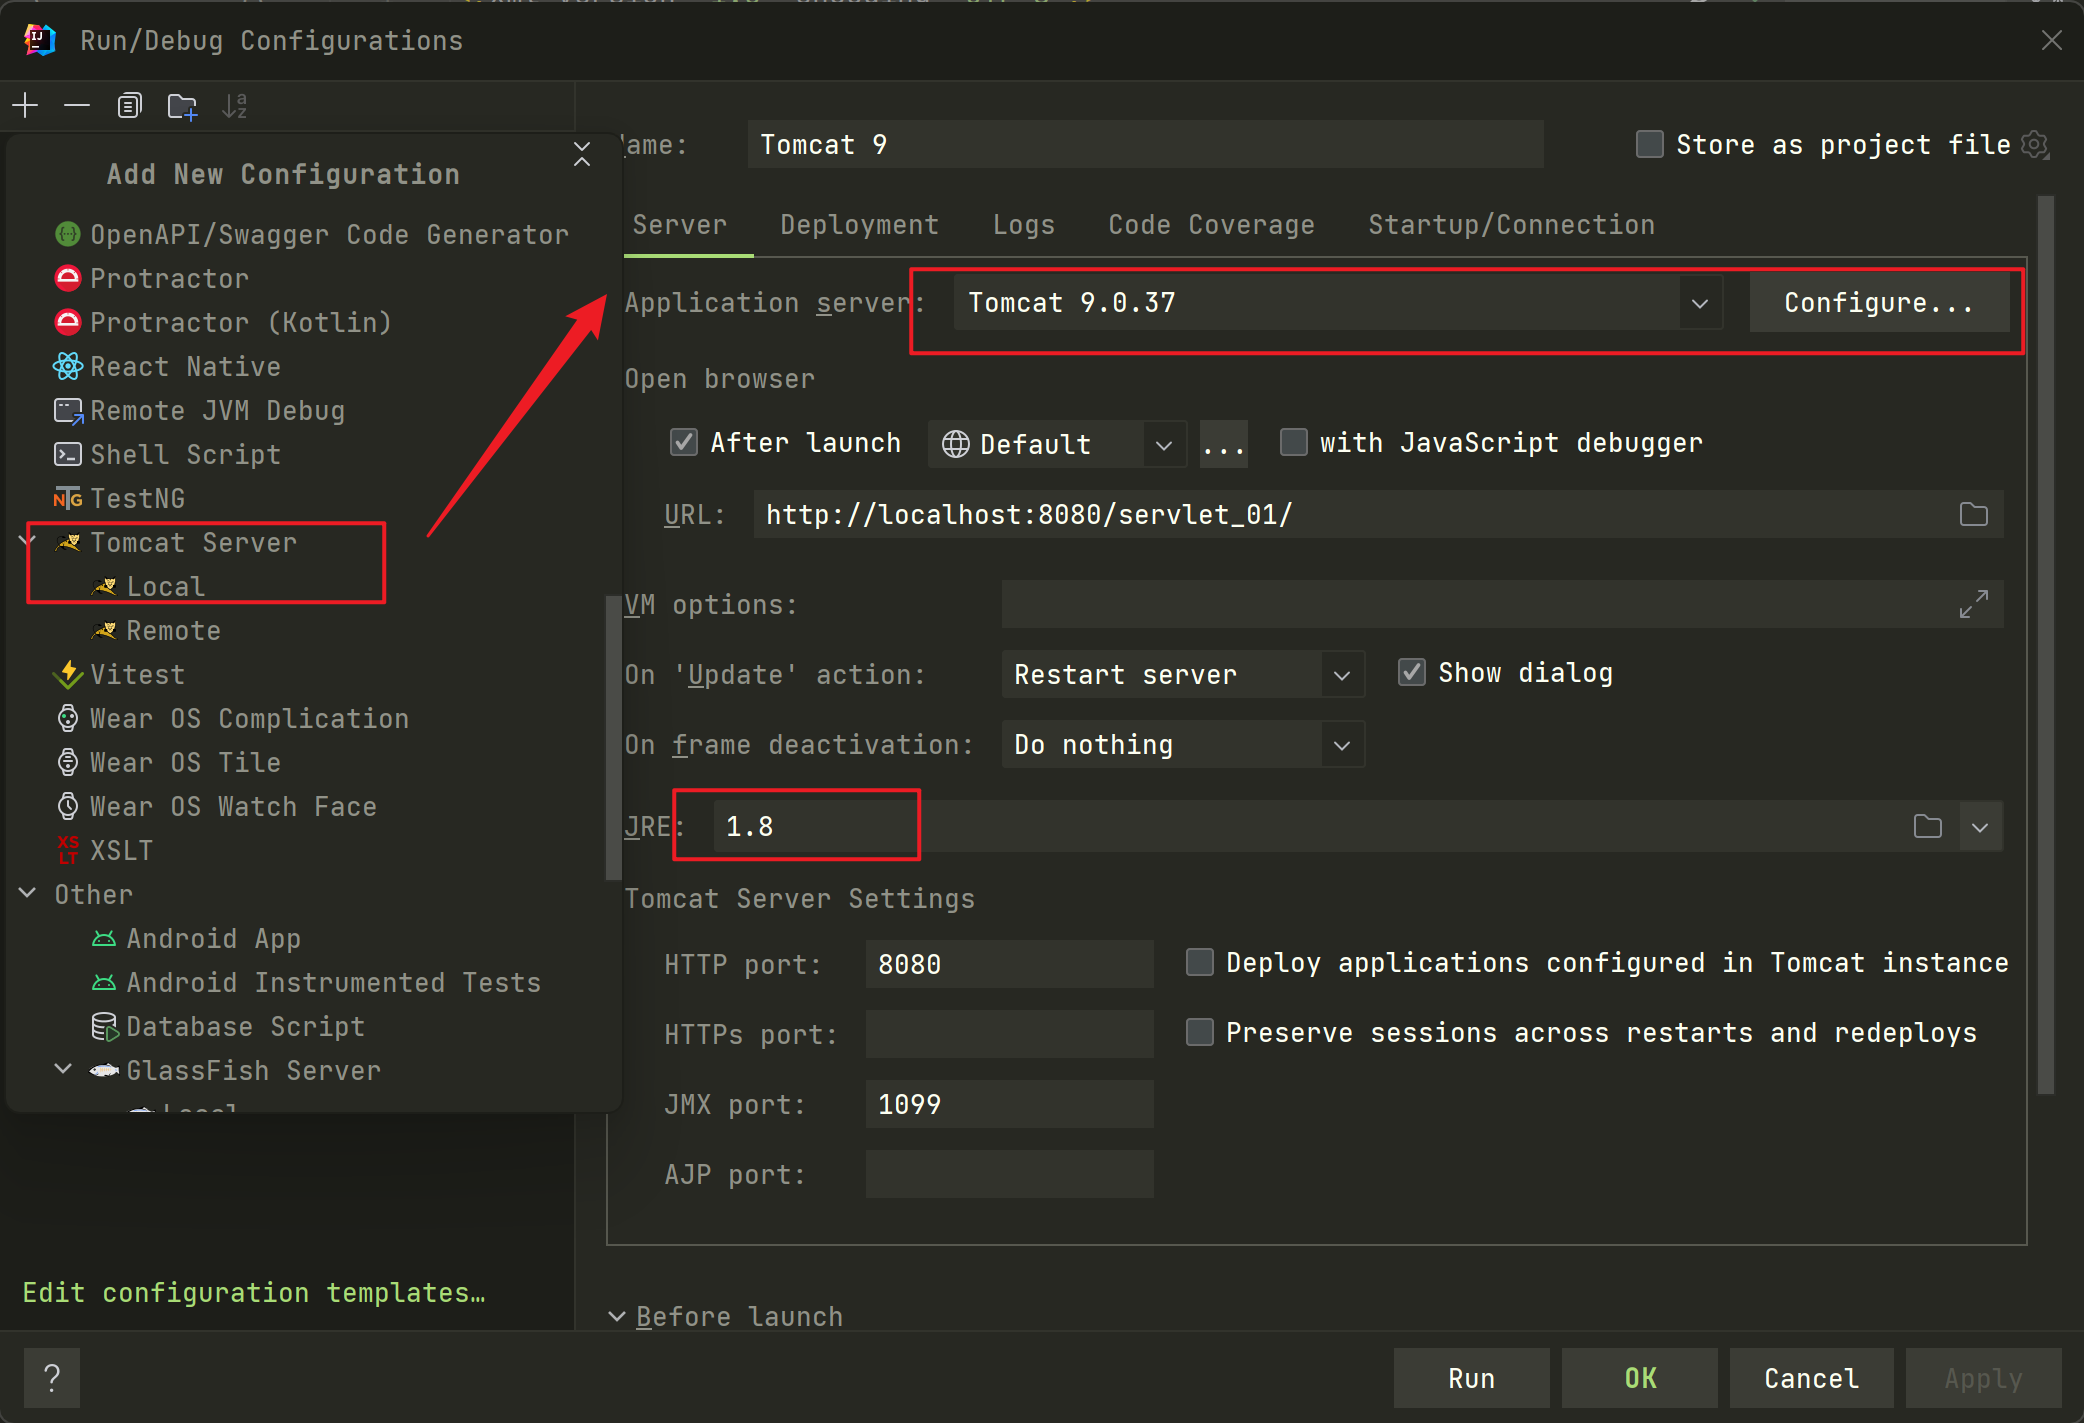 Run/Debug Configurations
Add New Configuration
OpenAPI/Swagger Code Generator
Protractor
Protractor (Kotlin)
React Native
Remote JVM Debug
Shell Script
TestNG
Tomcat Server
Local
Remote
Vitest
Wear OS Complication
Wear OS Tile
Wear OS Watch Face
XSLT
Other
Android App
Android Instrumented Tests
Database Script
GlassFish Server
Edit configuration templates…
ame: Tomcat 9 Store as project file
Server Deployment Logs Code Coverage Startup/Connection
Application server: Tomcat 9.0.37 Configure...
Open browser
After launch Default ... with JavaScript debugger
URL: http://localhost:8080/servlet_01/
VM options:
On 'Update' action: Restart server Show dialog
On frame deactivation: Do nothing
JRE: 1.8
Tomcat Server Settings
HTTP port: 8080 Deploy applications configured in Tomcat instance
HTTPs port: Preserve sessions across restarts and redeploys
JMX port: 1099
AJP port:
Before launch
? Run OK Cancel Apply